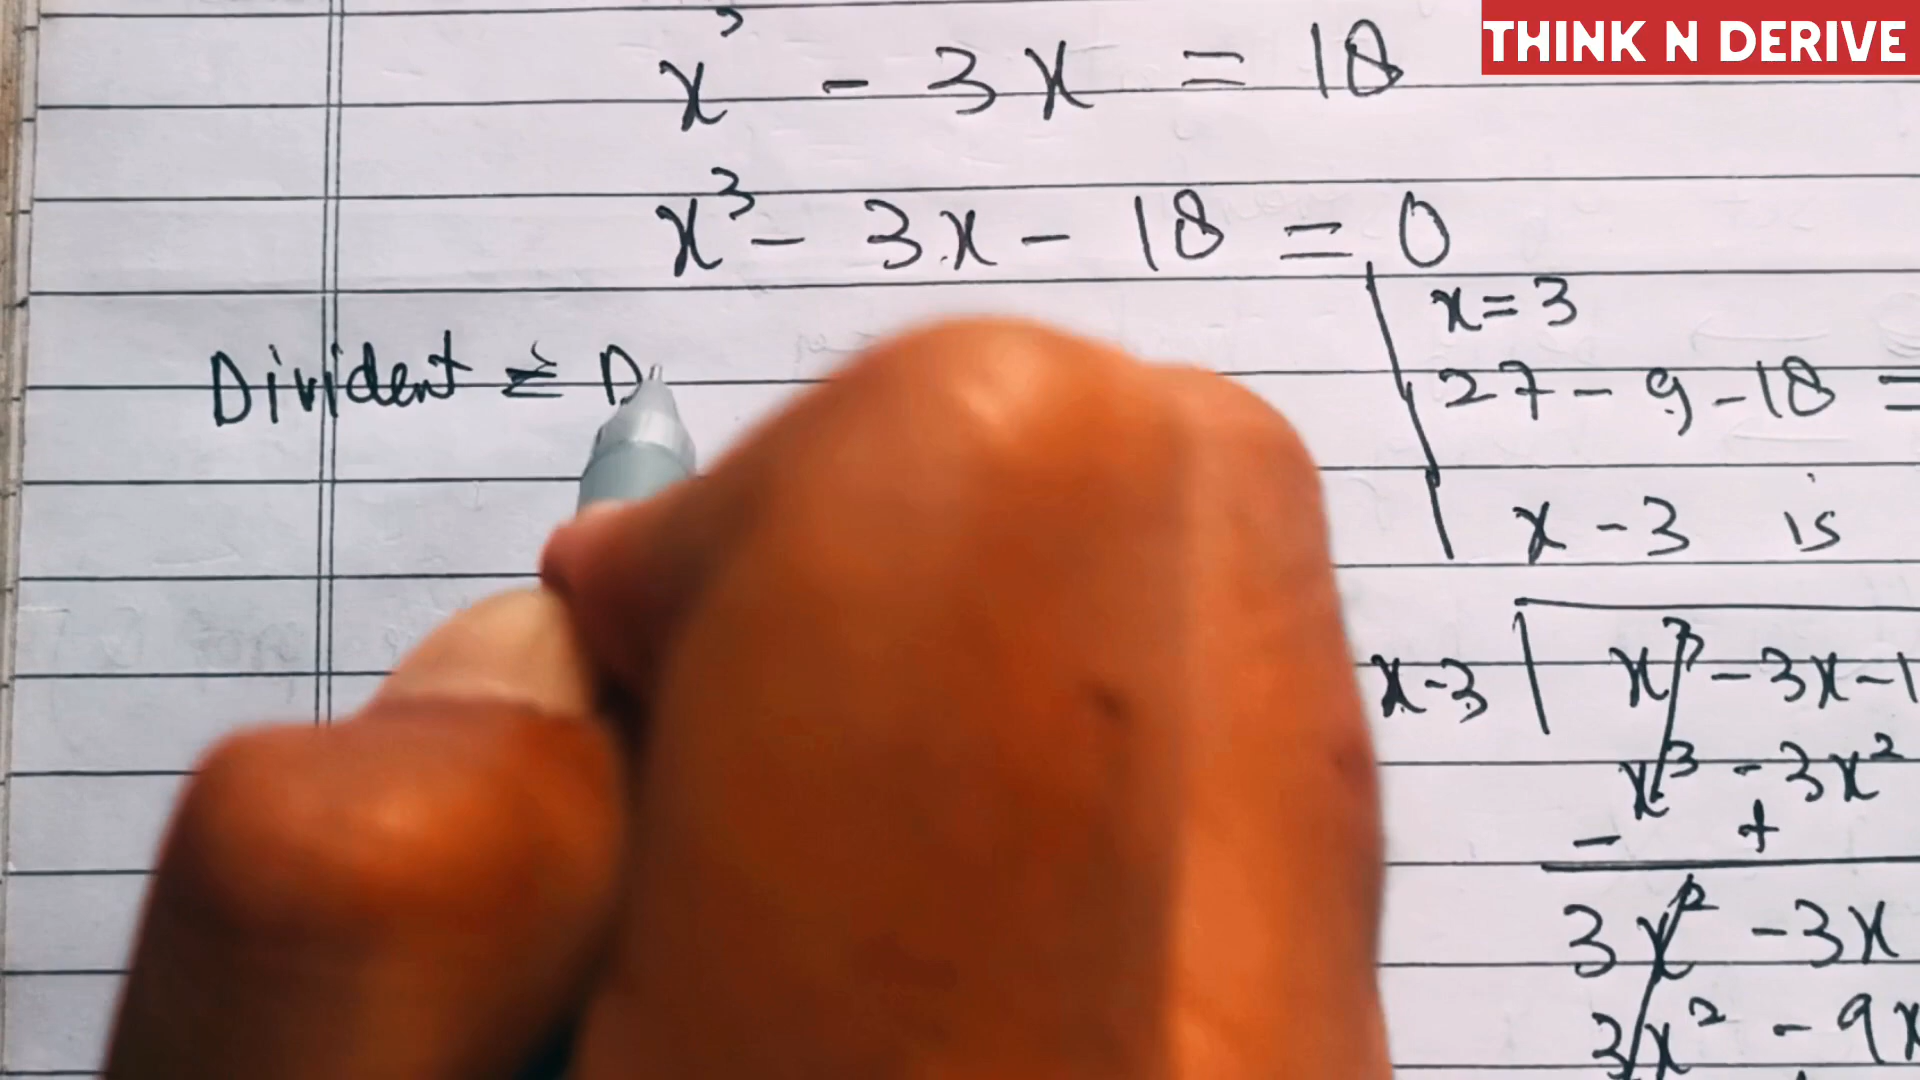 THINK N DERIVE
x³ - 3x = 18
x³ - 3x - 18 = 0
x = 3
Divident = D
27 - 9 - 18 =
x - 3 is
x-3 | x³ - 3x - 1
x³ - 3x²
- +
3x² - 3x
3x² - 9x